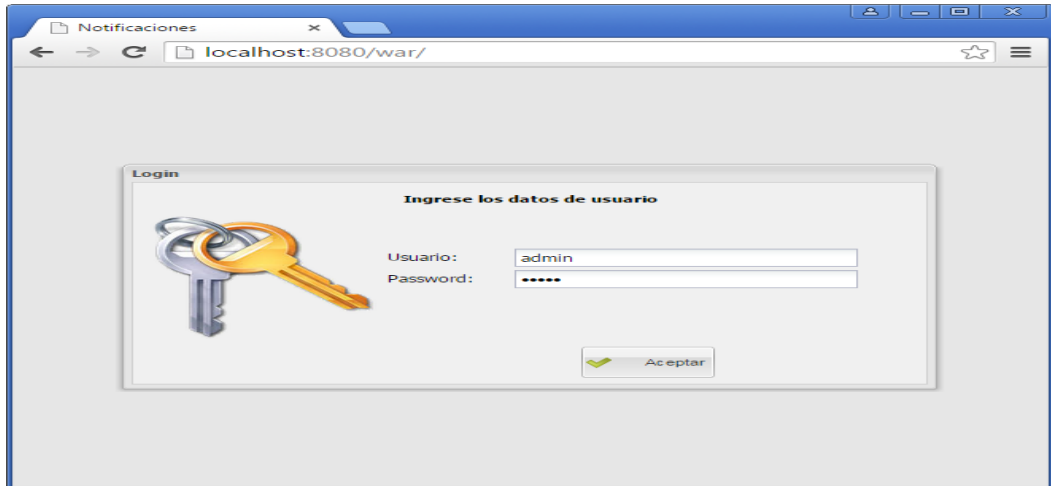 Notificaciones
localhost:8080/war/
Login
Ingrese los datos de usuario
Usuario: admin
Password: •••••
Aceptar